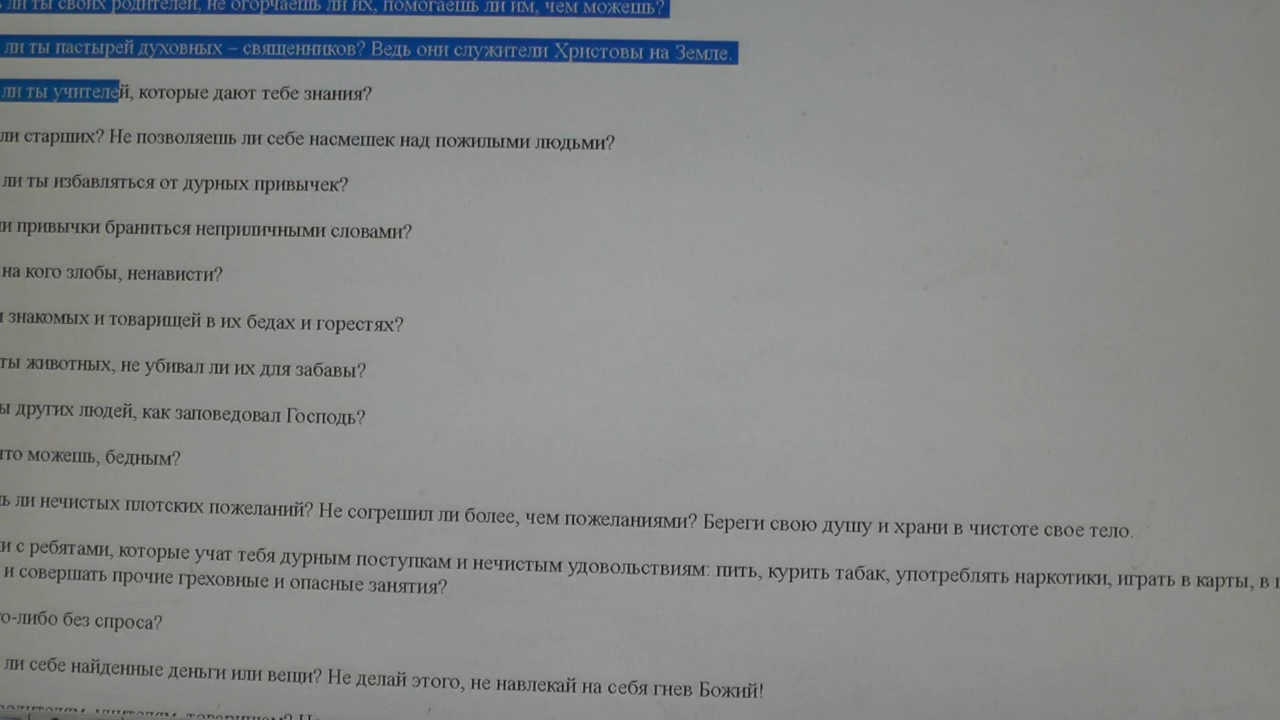 ли ты своих родителей, не огорчаешь ли их, помогаешь ли им, чем можешь?
ли ты пастырей духовных – священников? Ведь они служители Христовы на Земле.
ли ты учителей, которые дают тебе знания?
ли старших? Не позволяешь ли себе насмешек над пожилыми людьми?
ли ты избавляться от дурных привычек?
привычки браниться неприличными словами?
на кого злобы, ненависти?
знакомых и товарищей в их бедах и горестях?
ты животных, не убивал ли их для забавы?
других людей, как заповедовал Господь?
что можешь, бедным?
ли нечистых плотских пожеланий? Не согрешил ли более, чем пожеланиями? Береги свою душу и храни в чистоте свое тело.
с ребятами, которые учат тебя дурным поступкам и нечистым удовольствиям: пить, курить табак, употреблять наркотики, играть в карты, в
и совершать прочие греховные и опасные занятия?
без спроса?
ли себе найденные деньги или вещи? Не делай этого, не навлекай на себя гнев Божий!